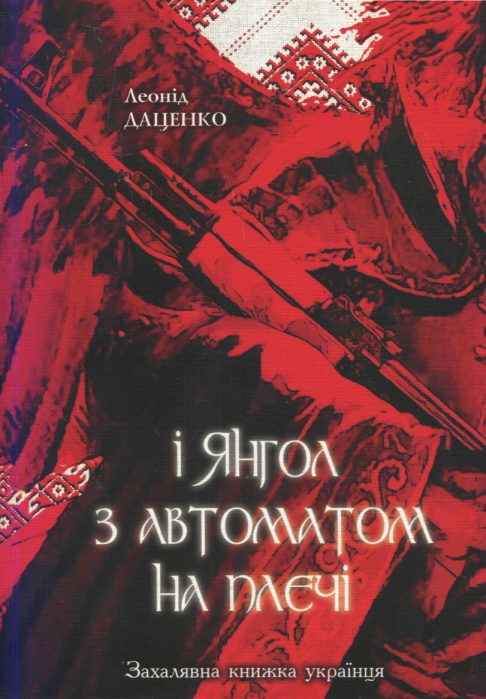 Леонід
ДАЦЕНКО
І ЯНГОЛ
З АВТОМАТОМ
НА ПЛЕЧІ
Захалявна книжка українця